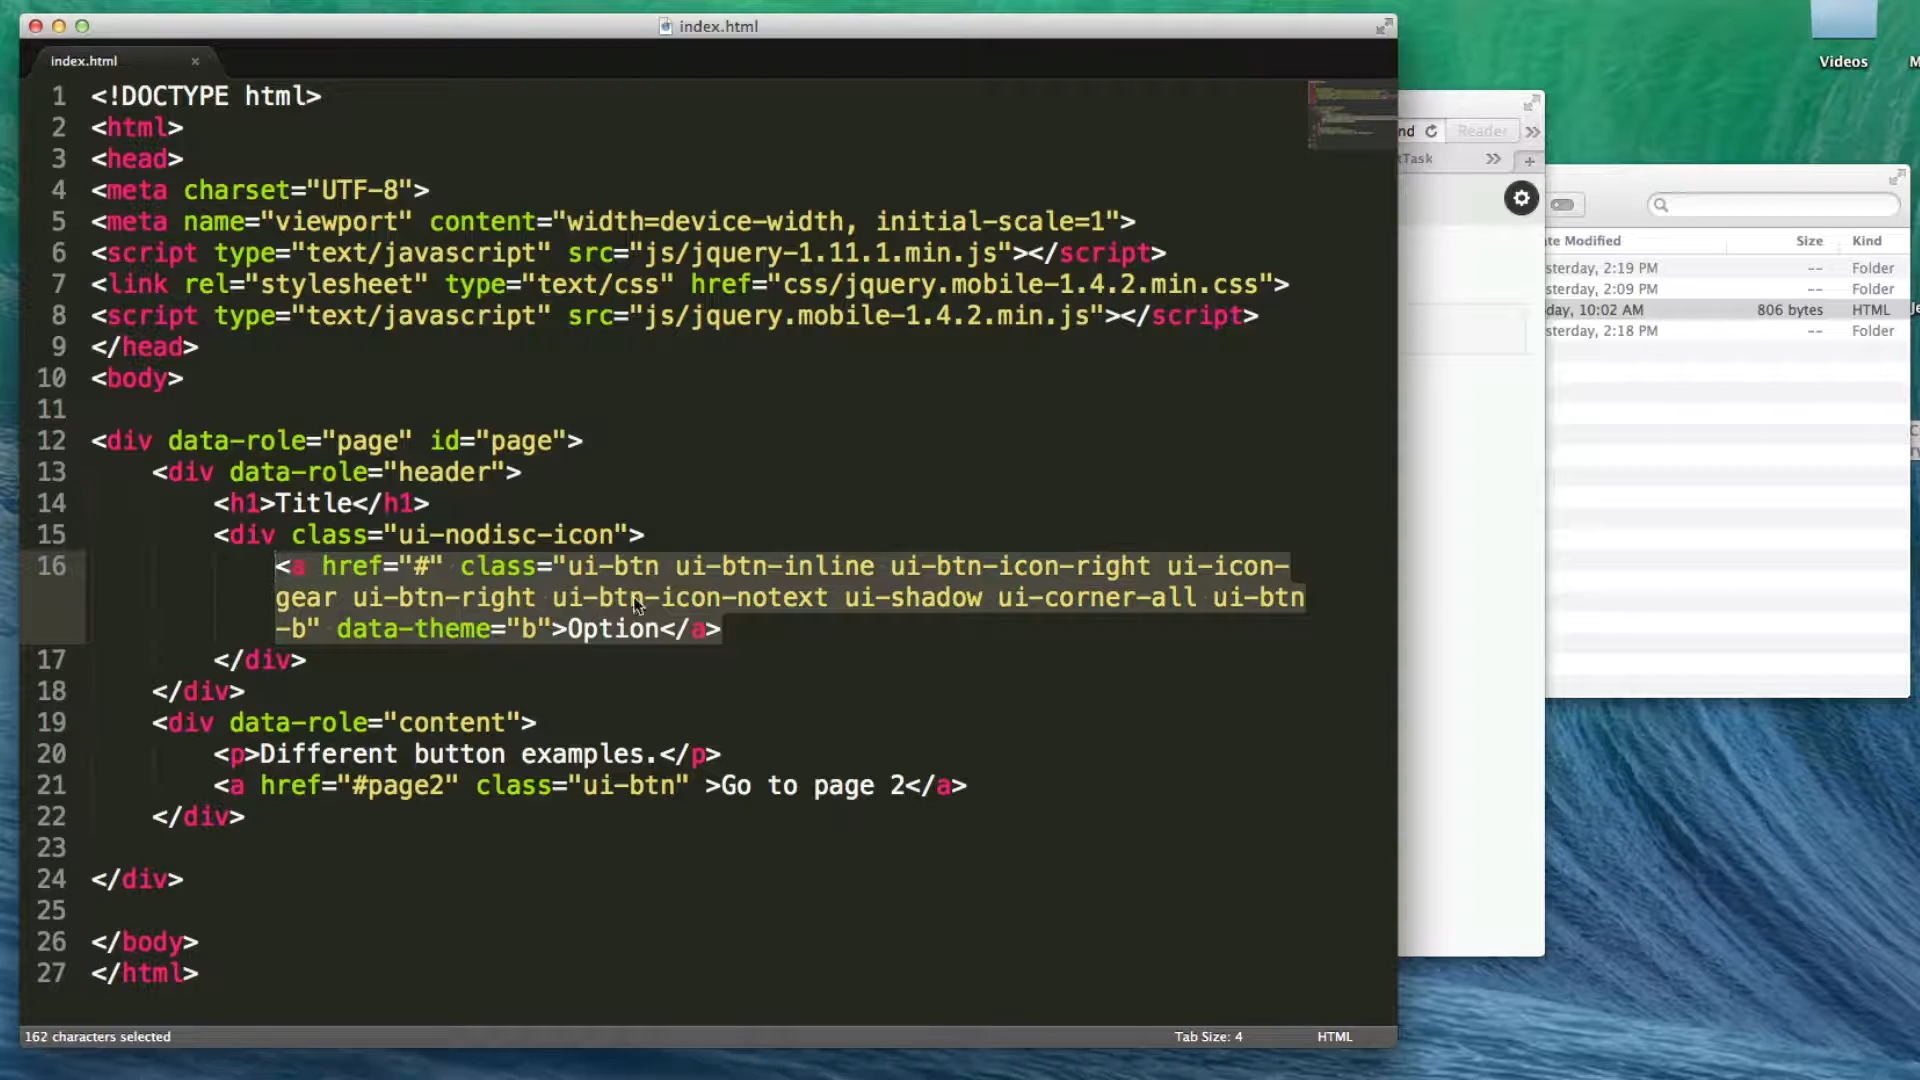 index.html
index.html ×
1 <!DOCTYPE html>
2 <html>
3 <head>
4 <meta charset="UTF-8">
5 <meta name="viewport" content="width=device-width, initial-scale=1">
6 <script type="text/javascript" src="js/jquery-1.11.1.min.js"></script>
7 <link rel="stylesheet" type="text/css" href="css/jquery.mobile-1.4.2.min.css">
8 <script type="text/javascript" src="js/jquery.mobile-1.4.2.min.js"></script>
9 </head>
10 <body>
11
12 <div data-role="page" id="page">
13 <div data-role="header">
14 <h1>Title</h1>
15 <div class="ui-nodisc-icon">
16 <a href="#" class="ui-btn ui-btn-inline ui-btn-icon-right ui-icon-
gear ui-btn-right ui-btn-icon-notext ui-shadow ui-corner-all ui-btn
-b" data-theme="b">Option</a>
17 </div>
18 </div>
19 <div data-role="content">
20 <p>Different button examples.</p>
21 <a href="#page2" class="ui-btn" >Go to page 2</a>
22 </div>
23
24 </div>
25
26 </body>
27 </html>
162 characters selected
Tab Size: 4
HTML
nd Reader
tTask
Videos
te Modified Size Kind
sterday, 2:19 PM -- Folder
sterday, 2:09 PM -- Folder
day, 10:02 AM 806 bytes HTML
sterday, 2:18 PM -- Folder